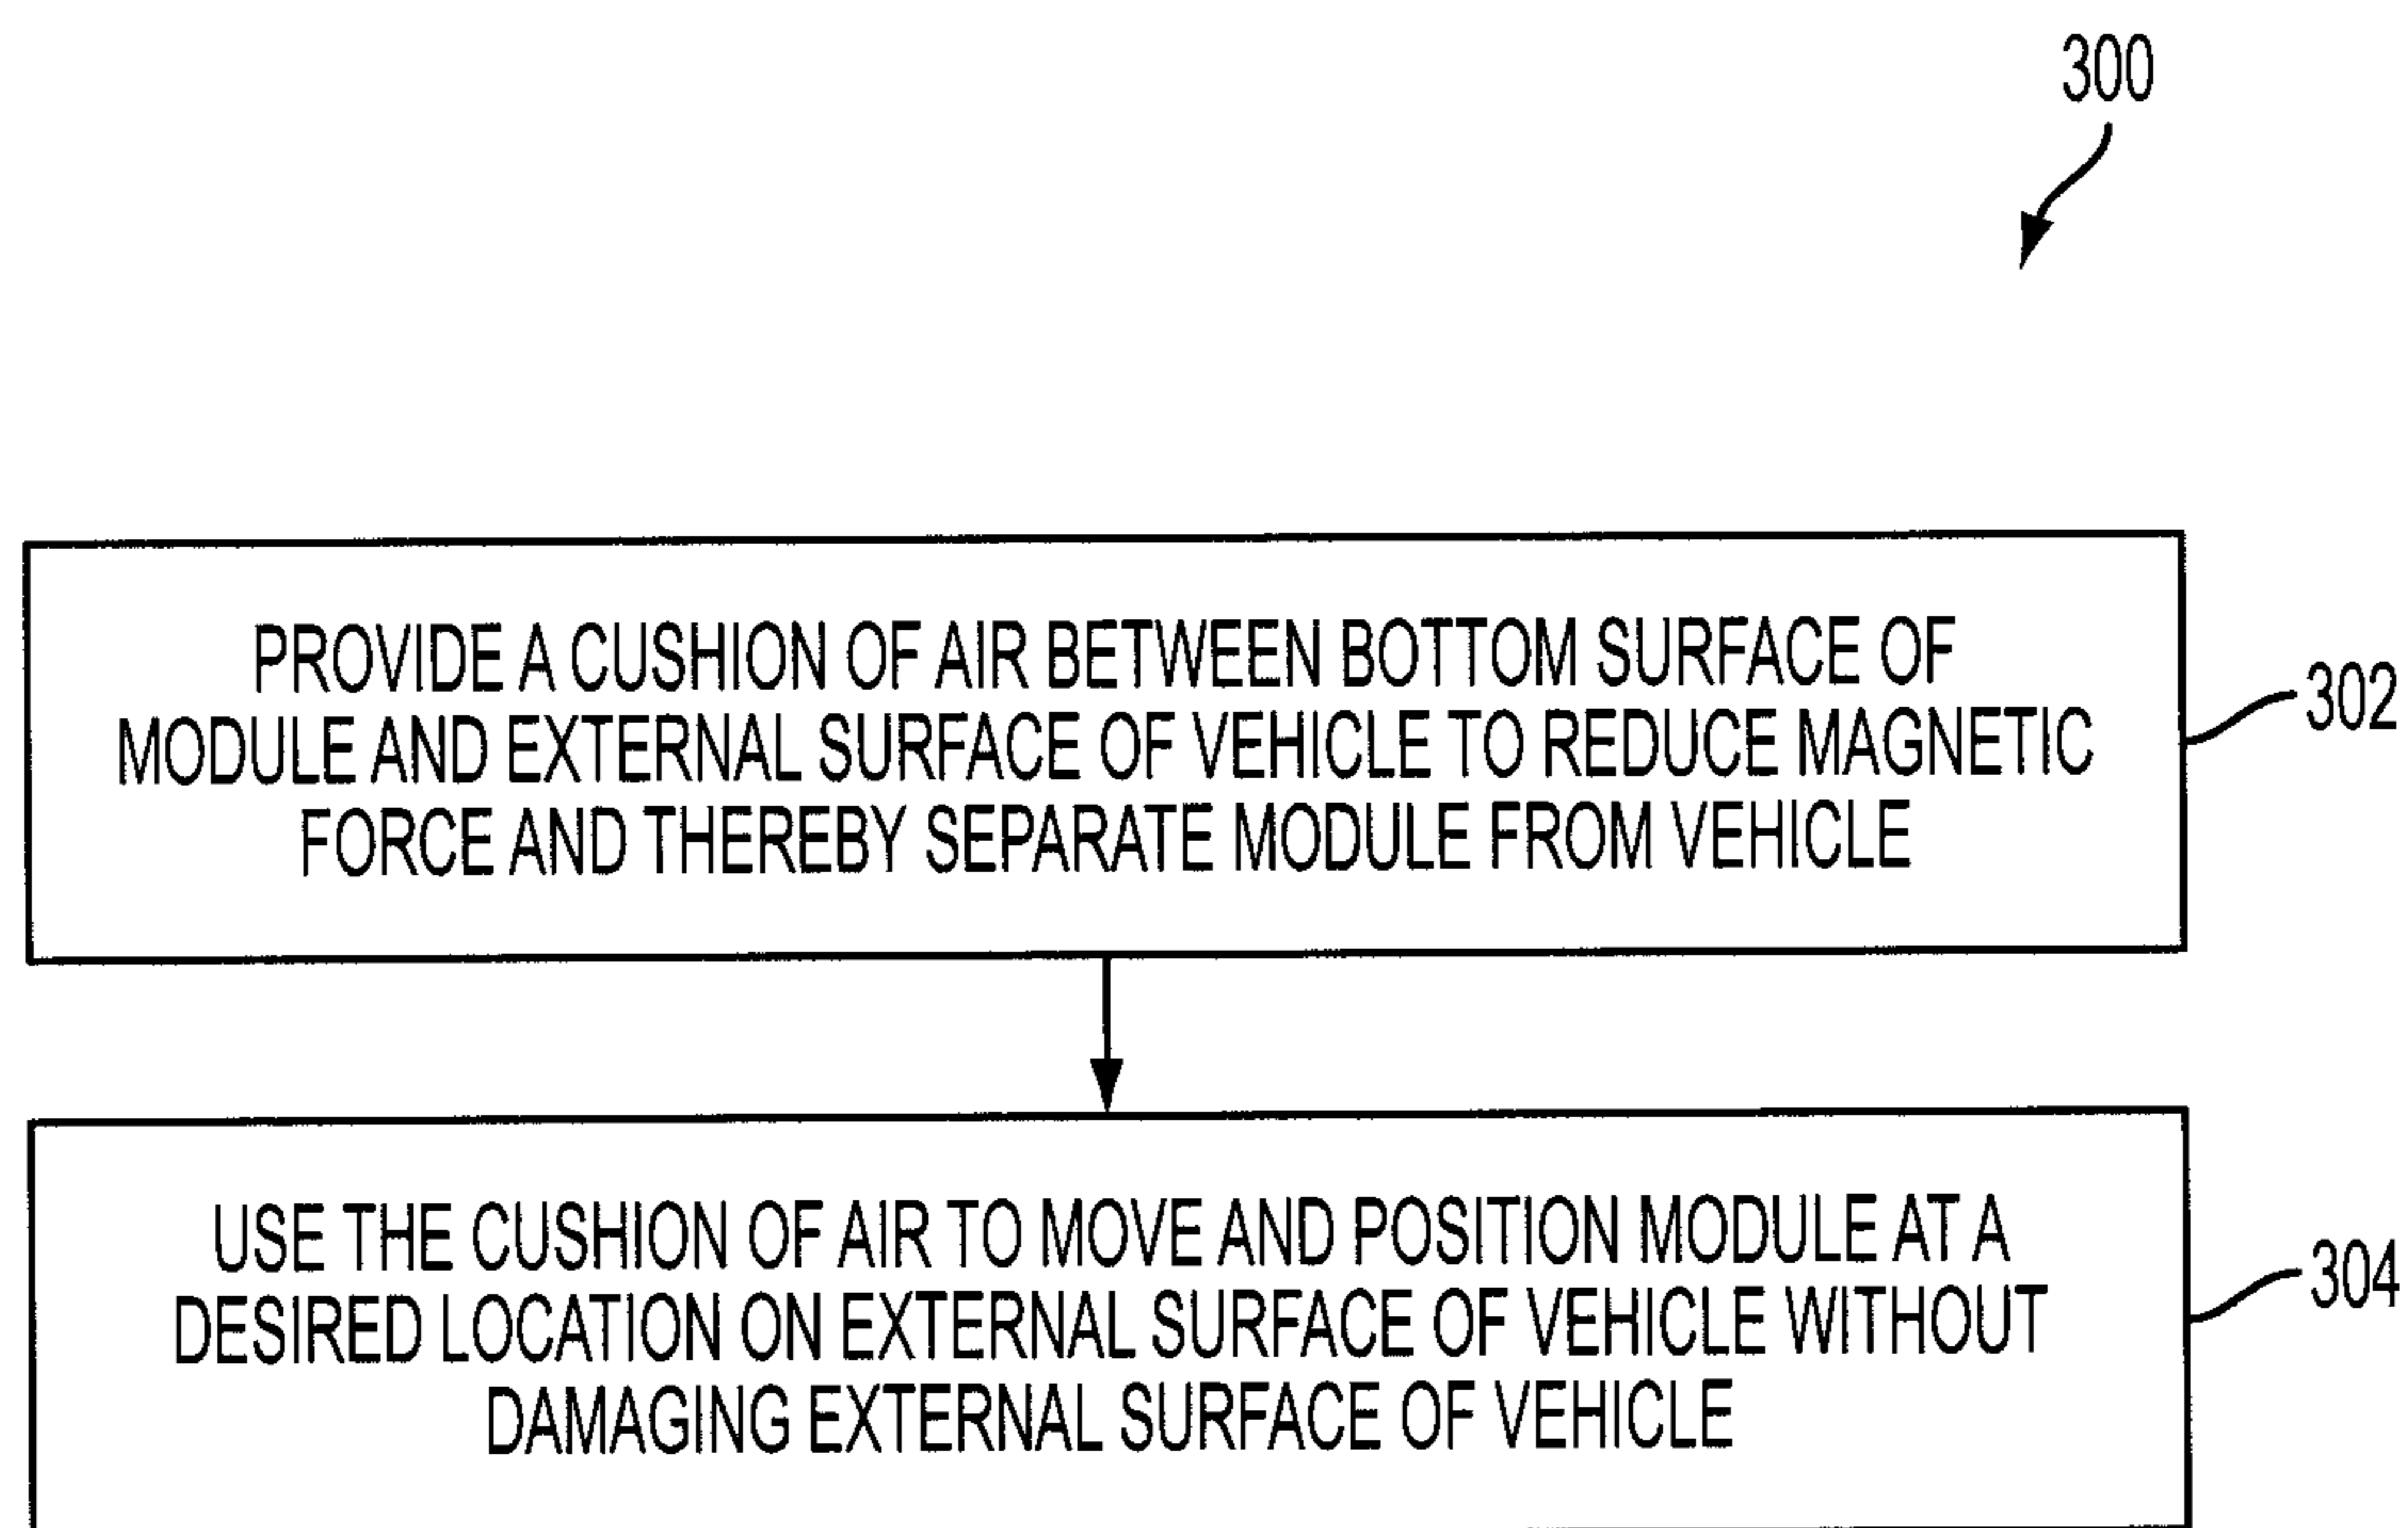 300
PROVIDE A CUSHION OF AIR BETWEEN BOTTOM SURFACE OF
MODULE AND EXTERNAL SURFACE OF VEHICLE TO REDUCE MAGNETIC
FORCE AND THEREBY SEPARATE MODULE FROM VEHICLE
302
USE THE CUSHION OF AIR TO MOVE AND POSITION MODULE AT A
DESIRED LOCATION ON EXTERNAL SURFACE OF VEHICLE WITHOUT
DAMAGING EXTERNAL SURFACE OF VEHICLE
304